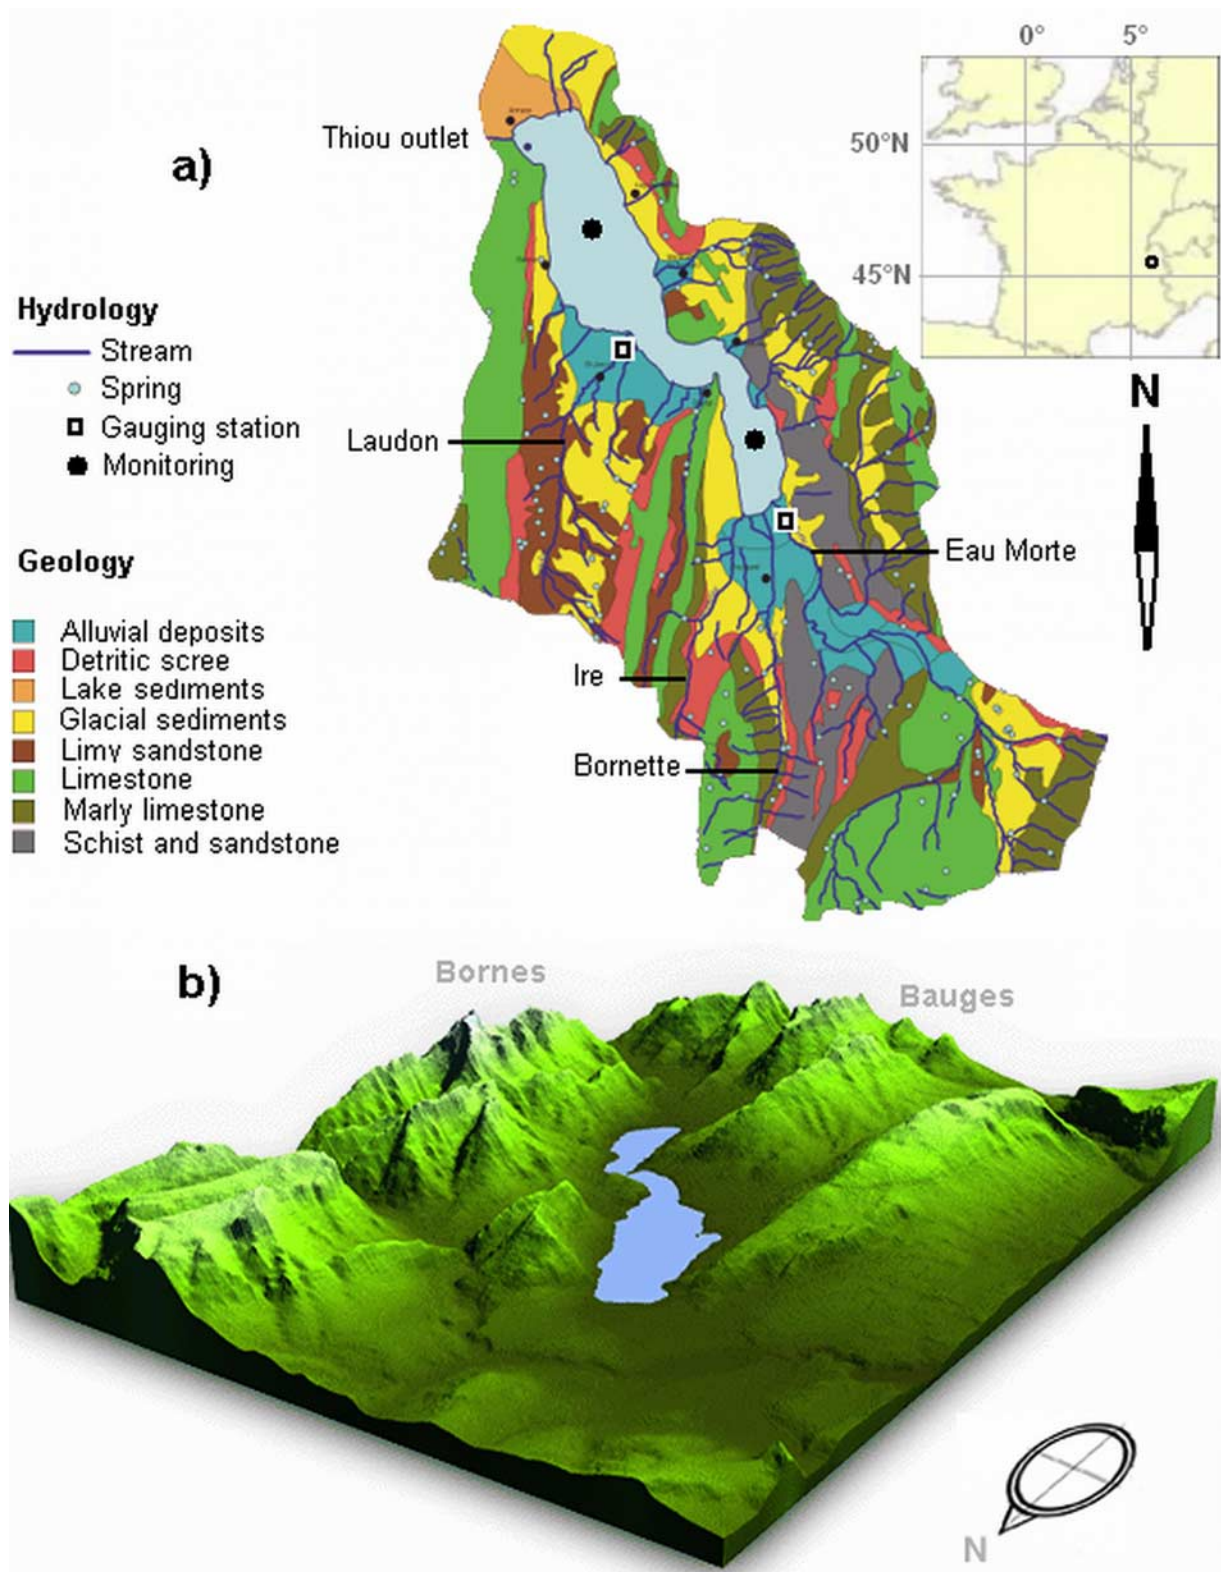 0° 5°
Thiou outlet
a)
50°N
45°N
Hydrology
Stream
Spring
Gauging station
Monitoring
N
Laudon
Eau Morte
Geology
Alluvial deposits
Detritic scree
Lake sediments
Glacial sediments
Limy sandstone
Limestone
Marly limestone
Schist and sandstone
Ire
Bornette
b)
Bornes
Bauges
N